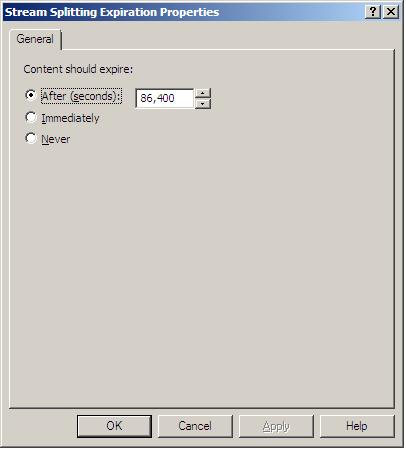 Stream Splitting Expiration Properties
General
Content should expire:
After (seconds): 86,400
Immediately
Never
OK Cancel Apply Help